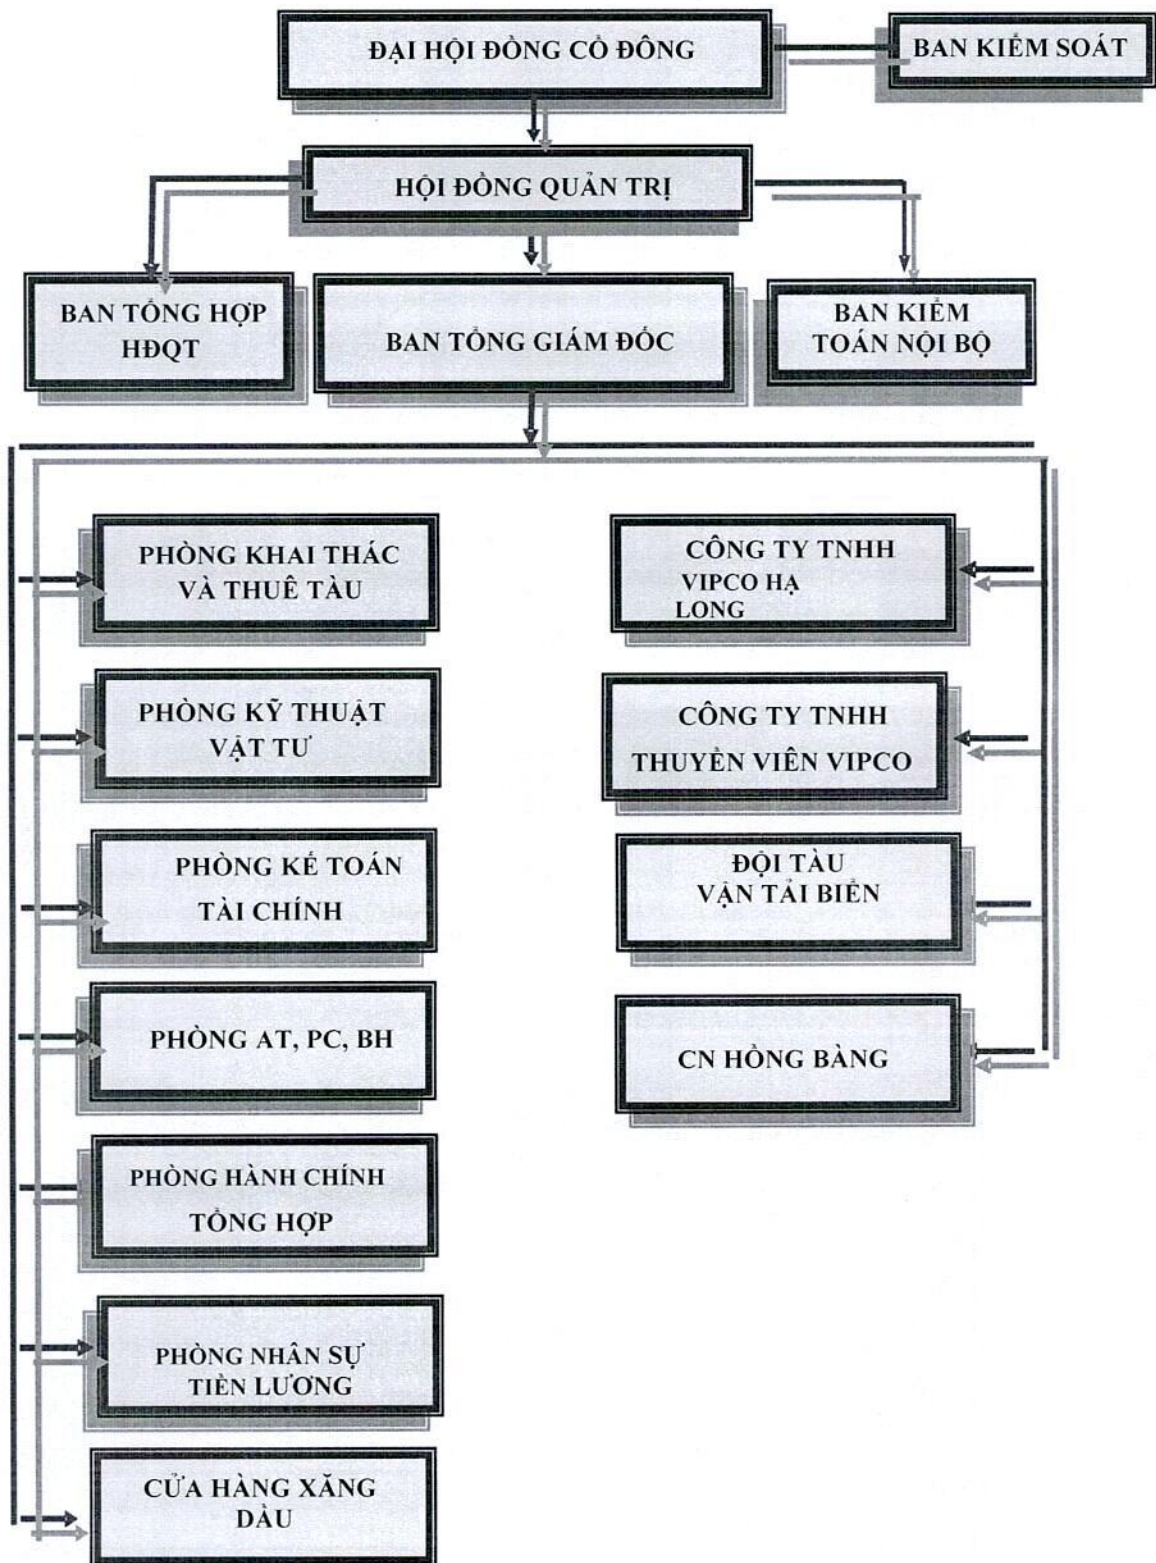 ĐẠI HỘI ĐỒNG CỔ ĐÔNG
BAN KIỂM SOÁT
HỘI ĐỒNG QUẢN TRỊ
BAN TỔNG HỢP
HĐQT
BAN TỔNG GIÁM ĐỐC
BAN KIỂM
TOÁN NỘI BỘ
PHÒNG KHAI THÁC
VÀ THUÊ TÀU
CÔNG TY TNHH
VIPCO HẠ
LONG
PHÒNG KỸ THUẬT
VẬT TƯ
CÔNG TY TNHH
THUYỀN VIÊN VIPCO
PHÒNG KẾ TOÁN
TÀI CHÍNH
ĐỘI TÀU
VẬN TẢI BIỂN
PHÒNG AT, PC, BH
CN HỒNG BÀNG
PHÒNG HÀNH CHÍNH
TỔNG HỢP
PHÒNG NHÂN SỰ
TIỀN LƯƠNG
CỬA HÀNG XĂNG
DẦU